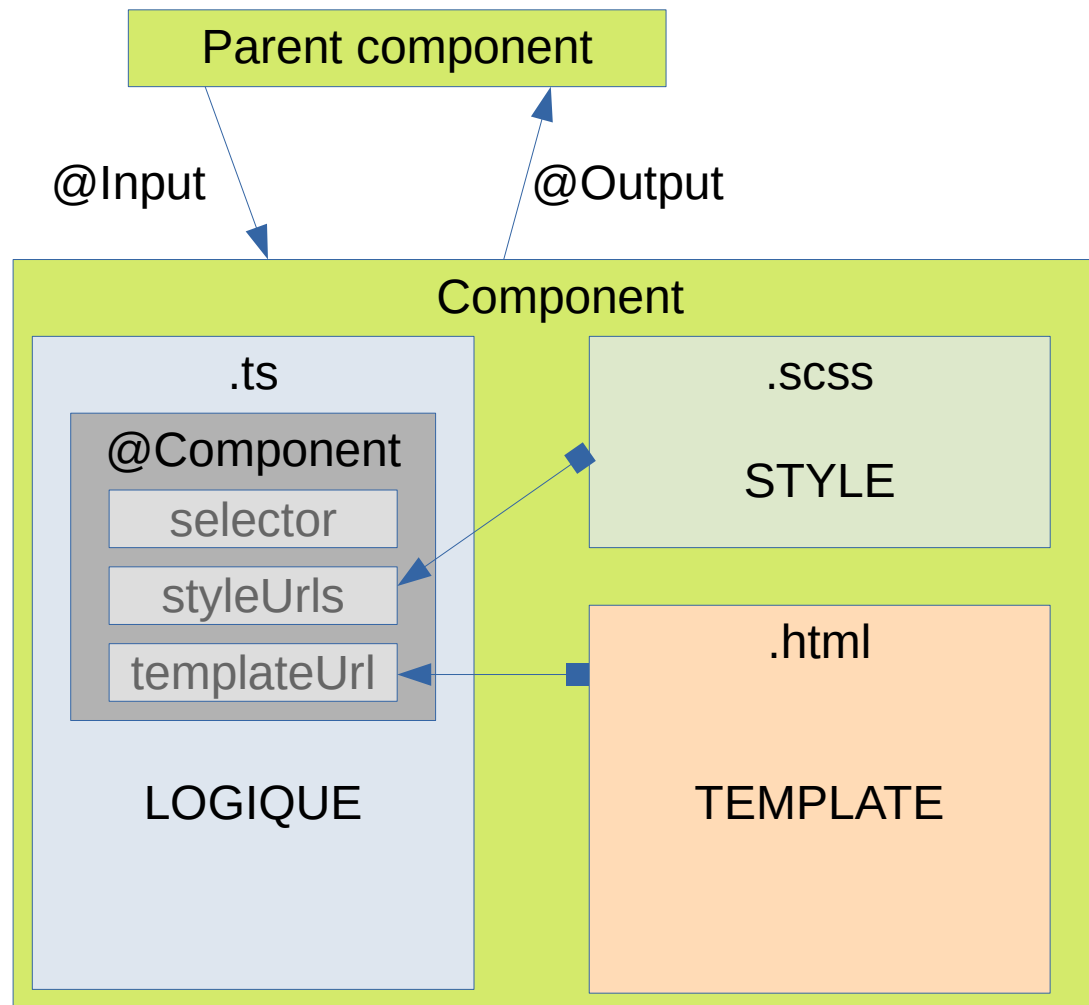 Parent component
@Input
@Output
Component
.ts
@Component
selector
styleUrls
templateUrl
LOGIQUE
.scss
STYLE
.html
TEMPLATE